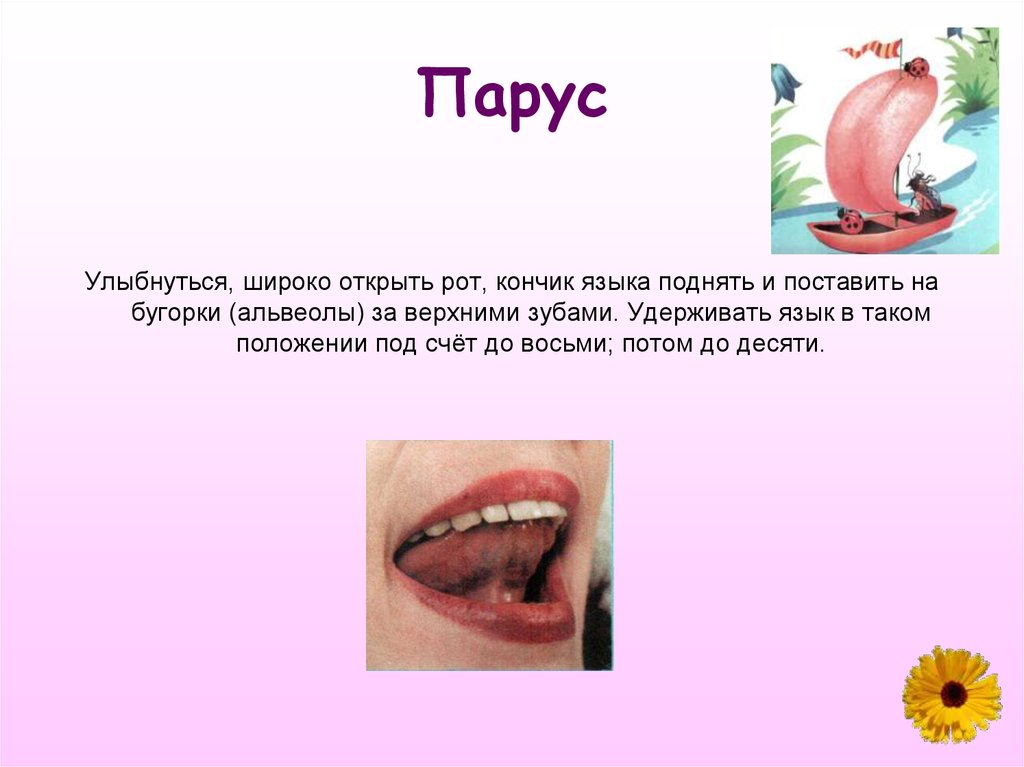 Парус
Улыбнуться, широко открыть рот, кончик языка поднять и поставить на
бугорки (альвеолы) за верхними зубами. Удерживать язык в таком
положении под счёт до восьми; потом до десяти.